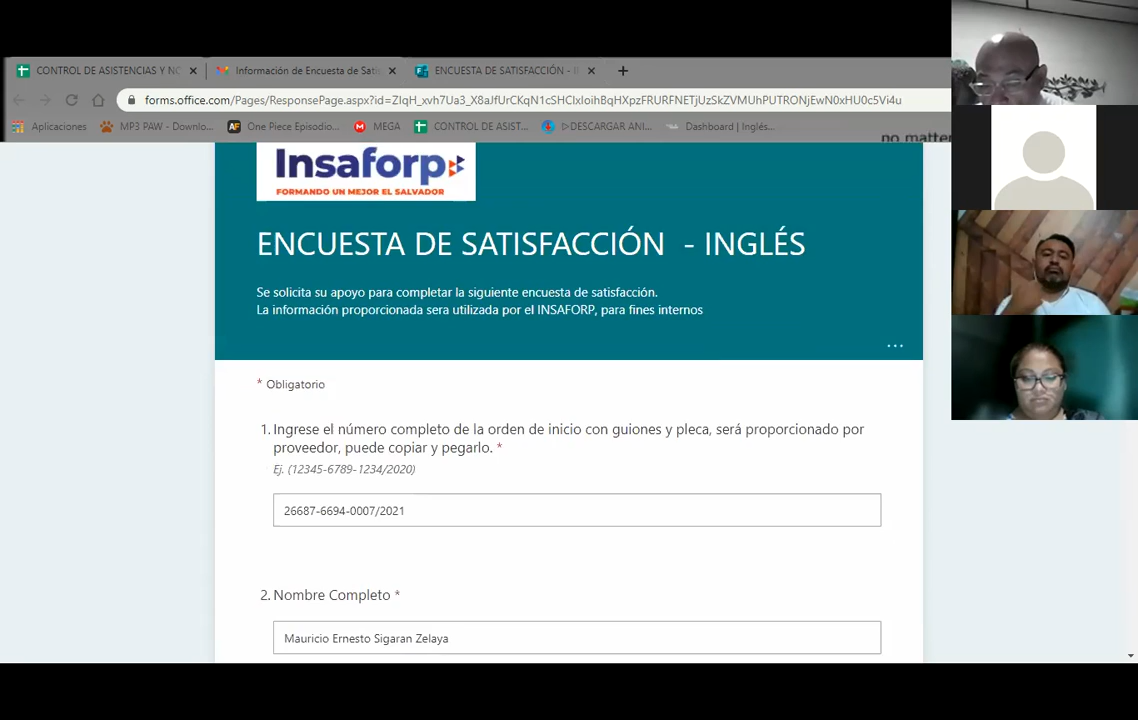 CONTROL DE ASISTENCIAS Y NO
Información de Encuesta de Satis
ENCUESTA DE SATISFACCIÓN - I
forms.office.com/Pages/ResponsePage.aspx?id=ZIqH_xvh7Ua3_X8aJfUrCKqN1cSHClxIoihBqHXpzFRURFNETjUzSkZVMUhPUTRONjEwN0xHU0c5Vi4u
Aplicaciones
MP3 PAW - Downlo...
One Piece Episodio...
MEGA
CONTROL DE ASIST...
▷DESCARGAR ANI...
Dashboard | Inglés...
no matter
Insaforp
FORMANDO UN MEJOR EL SALVADOR
ENCUESTA DE SATISFACCIÓN - INGLÉS
Se solicita su apoyo para completar la siguiente encuesta de satisfacción.
La información proporcionada sera utilizada por el INSAFORP, para fines internos
...
* Obligatorio
1. Ingrese el número completo de la orden de inicio con guiones y pleca, será proporcionado por
proveedor, puede copiar y pegarlo. *
Ej. (12345-6789-1234/2020)
26687-6694-0007/2021
2. Nombre Completo *
Mauricio Ernesto Sigaran Zelaya